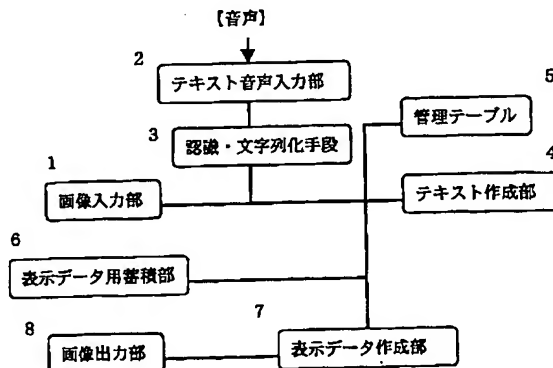 【音声】
2
テキスト音声入力部
5
管理テーブル
3
認識・文字列化手段
1
画像入力部
4
テキスト作成部
6
表示データ用蓄積部
7
表示データ作成部
8
画像出力部